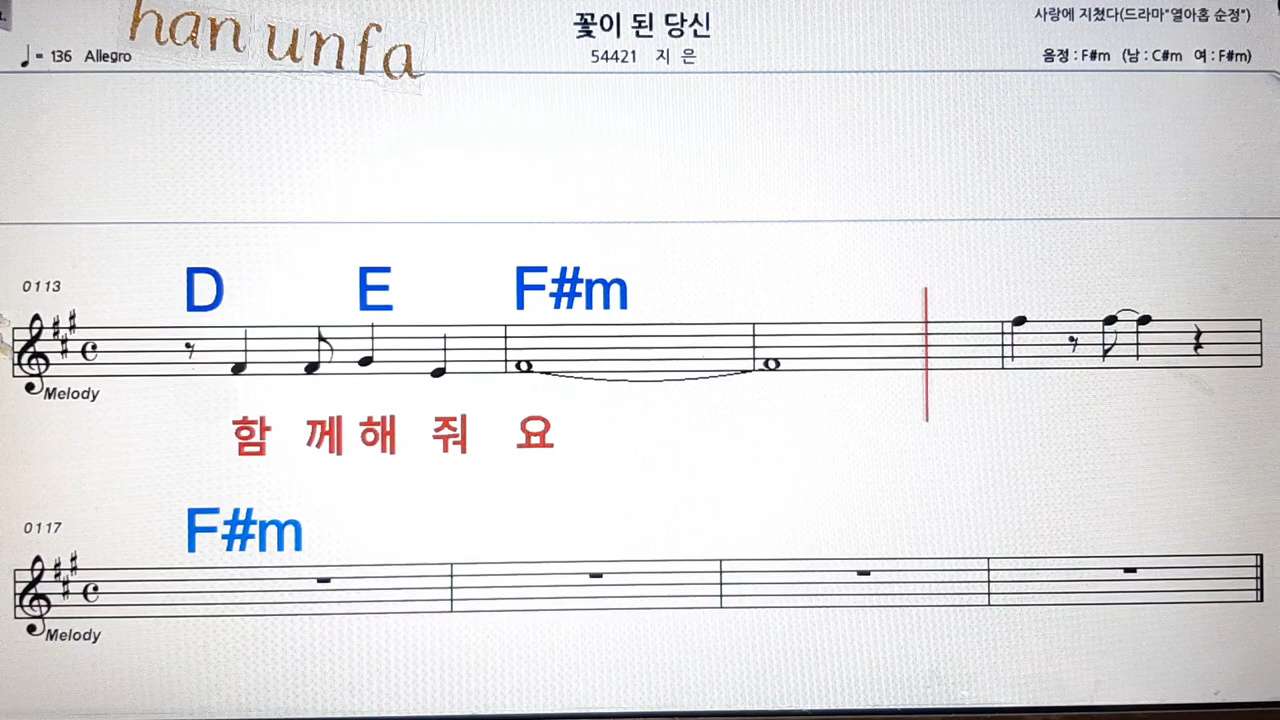 han unfa
♩= 136 Allegro
꽃이 된 당신
54421 지 은
사랑에 지쳤다(드라마"열아홉 순정")
음정 : F#m (남 : C#m 여 : F#m)
0113
D E F#m
Melody
함 께 해 줘 요
0117
F#m
Melody